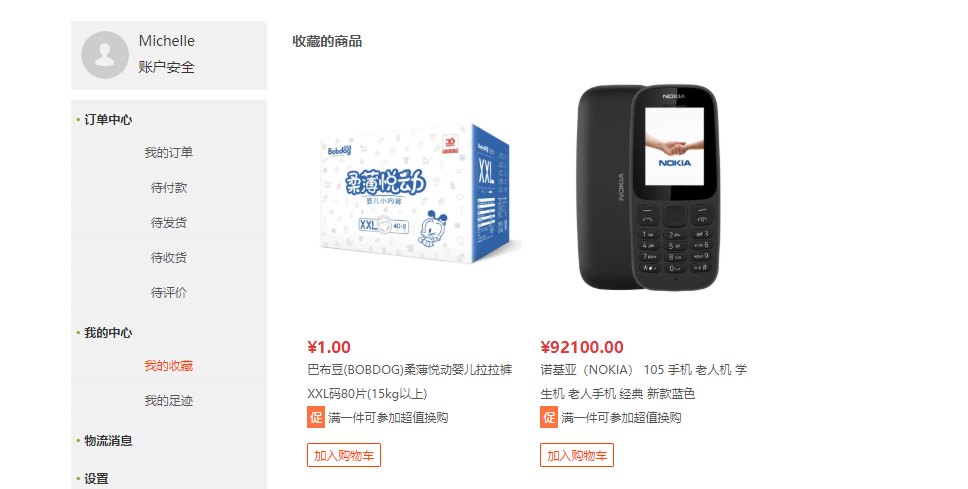 Michelle
账户安全
• 订单中心
我的订单
待付款
待发货
待收货
待评价
• 我的中心
我的收藏
我的足迹
• 物流消息
• 设置
收藏的商品
Bobdog
柔薄悦动
婴儿小内裤
XXL
Bobdog
XXL
NOKIA
NOKIA
NOKIA
¥1.00
巴布豆(BOBDOG)柔薄悦动婴儿拉拉裤
XXL码80片(15kg以上)
促 满一件可参加超值换购
加入购物车
¥92100.00
诺基亚（NOKIA） 105 手机 老人机 学
生机 老人手机 经典 新款蓝色
促 满一件可参加超值换购
加入购物车